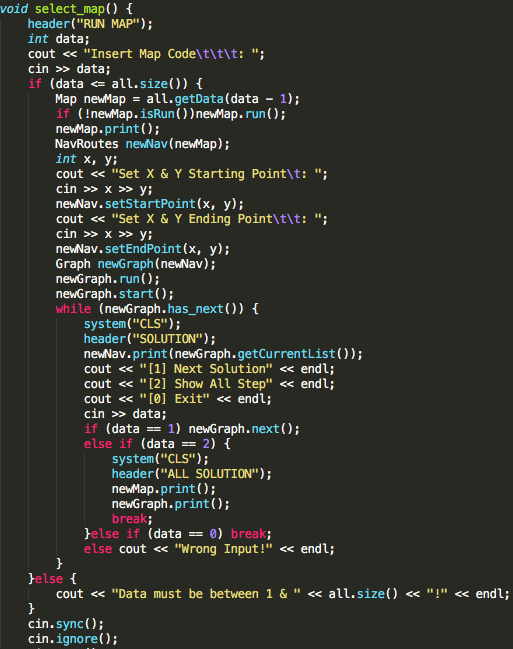 void select_map() {
    header("RUN MAP");
    int data;
    cout << "Insert Map Code\t\t\t: ";
    cin >> data;
    if (data <= all.size()) {
        Map newMap = all.getData(data - 1);
        if (!newMap.isRun())newMap.run();
        newMap.print();
        NavRoutes newNav(newMap);
        int x, y;
        cout << "Set X & Y Starting Point\t: ";
        cin >> x >> y;
        newNav.setStartPoint(x, y);
        cout << "Set X & Y Ending Point\t\t: ";
        cin >> x >> y;
        newNav.setEndPoint(x, y);
        Graph newGraph(newNav);
        newGraph.run();
        newGraph.start();
        while (newGraph.has_next()) {
            system("CLS");
            header("SOLUTION");
            newNav.print(newGraph.getCurrentList());
            cout << "[1] Next Solution" << endl;
            cout << "[2] Show All Step" << endl;
            cout << "[0] Exit" << endl;
            cin >> data;
            if (data == 1) newGraph.next();
            else if (data == 2) {
                system("CLS");
                header("ALL SOLUTION");
                newMap.print();
                newGraph.print();
                break;
            }else if (data == 0) break;
            else cout << "Wrong Input!" << endl;
        }
    }else {
        cout << "Data must be between 1 & " << all.size() << "!" << endl;
    }
    cin.sync();
    cin.ignore();